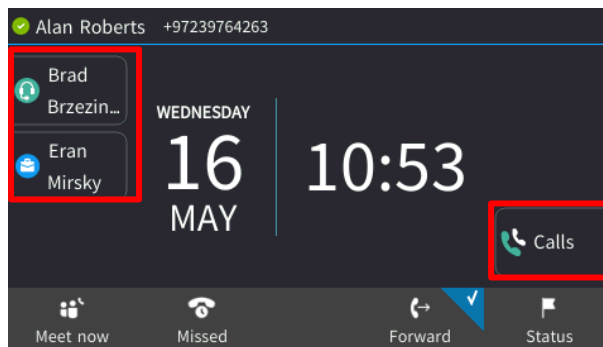 Alan Roberts +97239764263
Brad
Brzezin...
Eran
Mirsky
WEDNESDAY
16
MAY
10:53
Calls
Meet now
Missed
Forward
Status